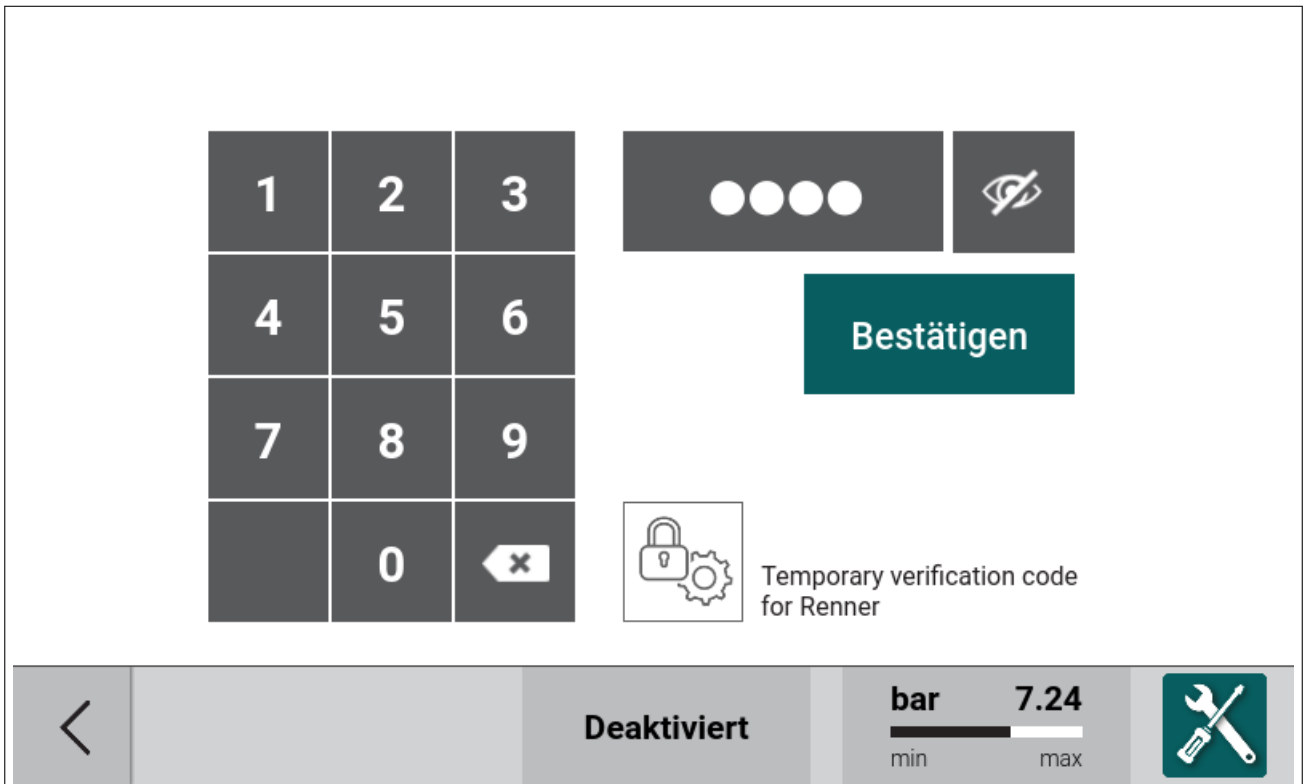 1 2 3
●●●●
4 5 6
Bestätigen
7 8 9
0
Temporary verification code
for Renner
Deaktiviert
bar 7.24
min max